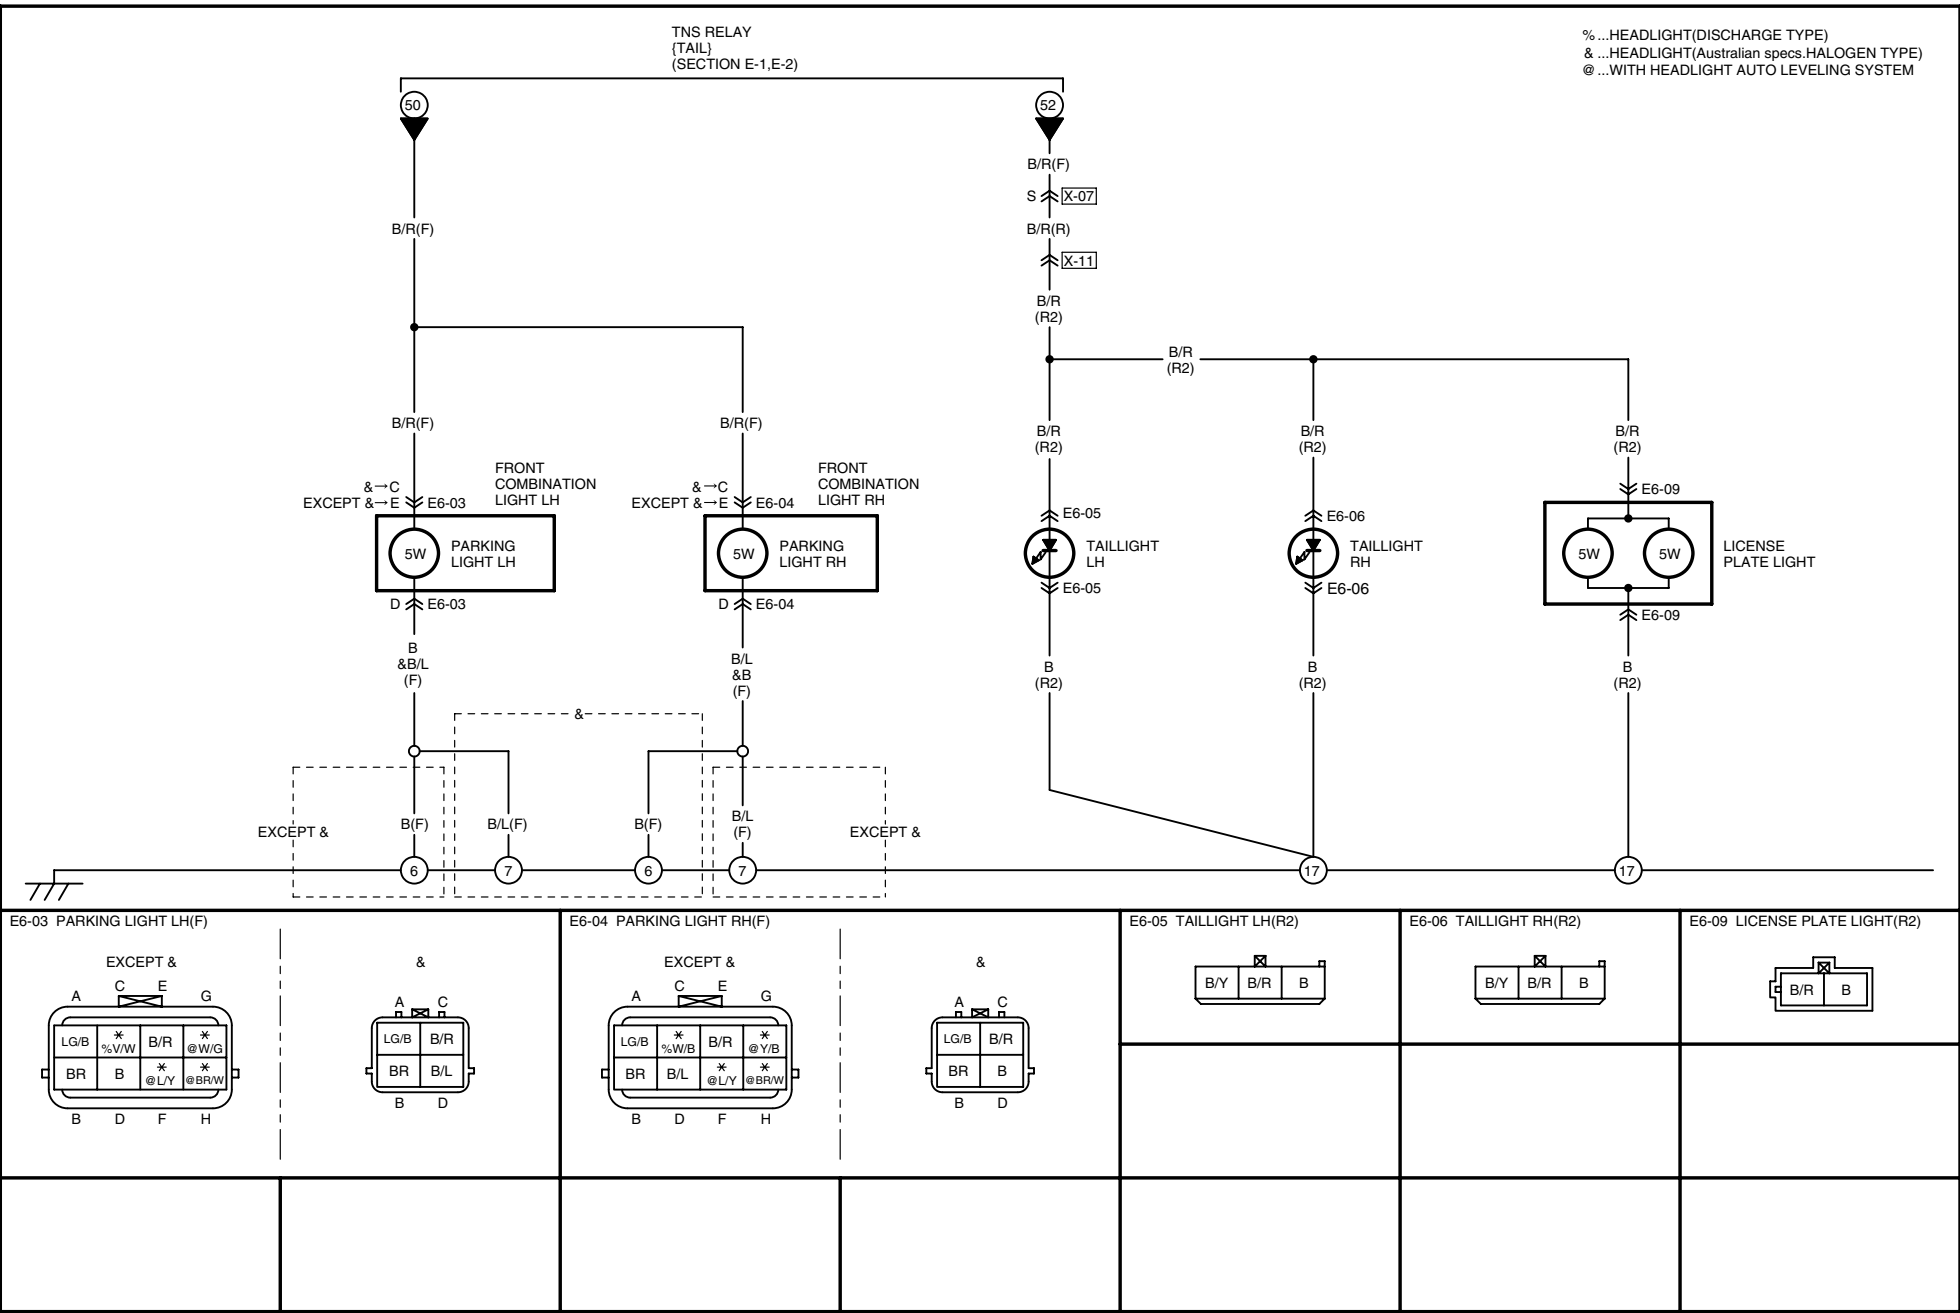 TNS RELAY
{TAIL}
(SECTION E-1,E-2)
% ...HEADLIGHT(DISCHARGE TYPE)
& ...HEADLIGHT(Australian specs.HALOGEN TYPE)
@ ...WITH HEADLIGHT AUTO LEVELING SYSTEM
50
52
B/R(F)
S
X-07
B/R(F)
B/R(R)
X-11
B/R
(R2)
B/R
(R2)
B/R(F)
B/R(F)
B/R
(R2)
B/R
(R2)
B/R
(R2)
&→C
EXCEPT &→E
E6-03
FRONT
COMBINATION
LIGHT LH
&→C
EXCEPT &→E
E6-04
FRONT
COMBINATION
LIGHT RH
E6-05
E6-06
E6-09
5W
PARKING
LIGHT LH
5W
PARKING
LIGHT RH
TAILLIGHT
LH
TAILLIGHT
RH
5W
5W
LICENSE
PLATE LIGHT
D
E6-03
D
E6-04
E6-05
E6-06
E6-09
B
&B/L
(F)
B/L
&B
(F)
B
(R2)
B
(R2)
B
(R2)
&
EXCEPT &
B(F)
B/L(F)
B(F)
B/L
(F)
EXCEPT &
6
7
6
7
17
17
E6-03 PARKING LIGHT LH(F)
EXCEPT &
A
C
E
G
LG/B
*
%V/W
B/R
*
@W/G
BR
B
*
@L/Y
*
@BR/W
B
D
F
H
&
A
C
LG/B
B/R
BR
B/L
B
D
E6-04 PARKING LIGHT RH(F)
EXCEPT &
A
C
E
G
LG/B
*
%W/B
B/R
*
@Y/B
BR
B/L
*
@L/Y
*
@BR/W
B
D
F
H
&
A
C
LG/B
B/R
BR
B
B
D
E6-05 TAILLIGHT LH(R2)
B/Y
B/R
B
E6-06 TAILLIGHT RH(R2)
B/Y
B/R
B
E6-09 LICENSE PLATE LIGHT(R2)
B/R
B